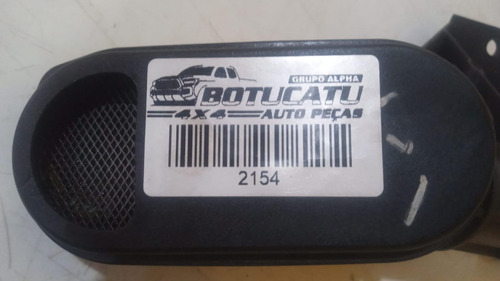 GRUPO ALPHA
BOTUCATU
4X4 AUTO PEÇAS
2154